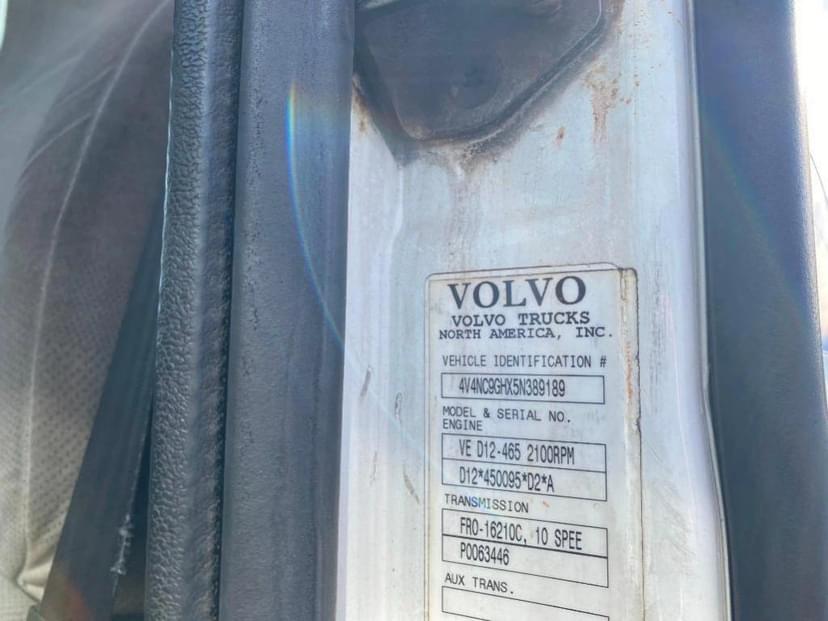 VOLVO
VOLVO TRUCKS
NORTH AMERICA, INC.
VEHICLE IDENTIFICATION #
4V4NC9GHX5N389189
MODEL & SERIAL NO.
ENGINE
VE D12-465 2100RPM
D12*450095*D2*A
TRANSMISSION
FRO-16210C, 10 SPEE
P0063446
AUX TRANS.